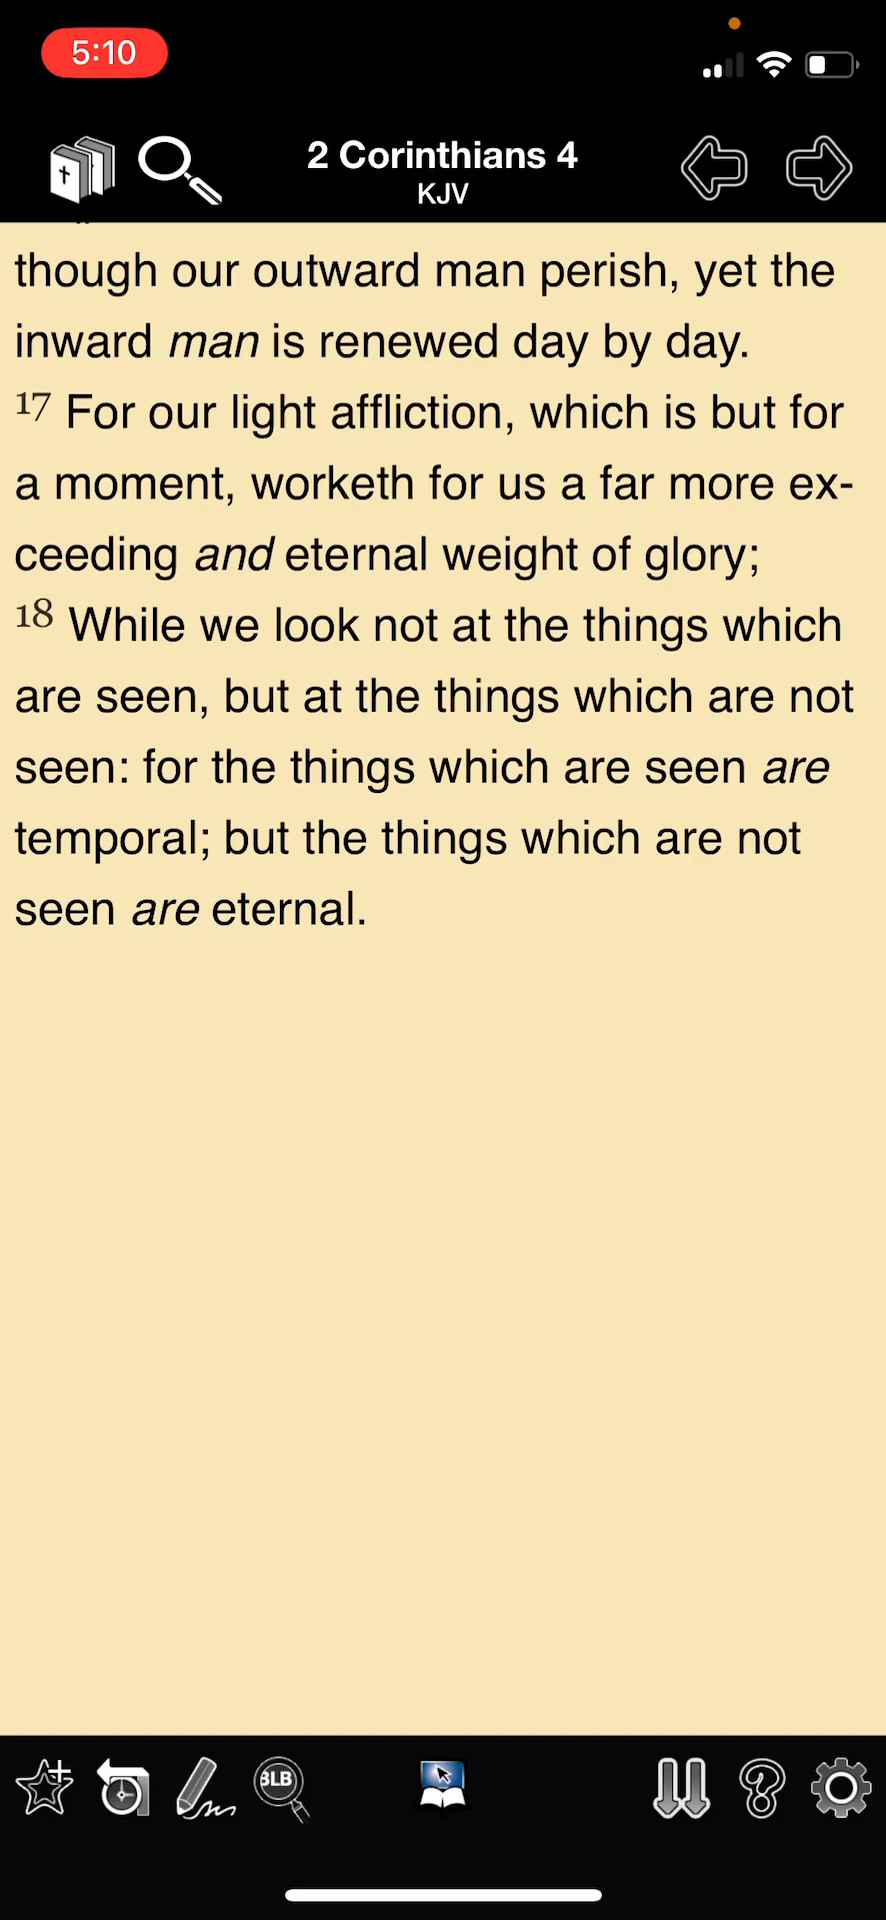 5:10
2 Corinthians 4
KJV
though our outward man perish, yet the
inward man is renewed day by day.
17 For our light affliction, which is but for
a moment, worketh for us a far more ex-
ceeding and eternal weight of glory;
18 While we look not at the things which
are seen, but at the things which are not
seen: for the things which are seen are
temporal; but the things which are not
seen are eternal.
BLB